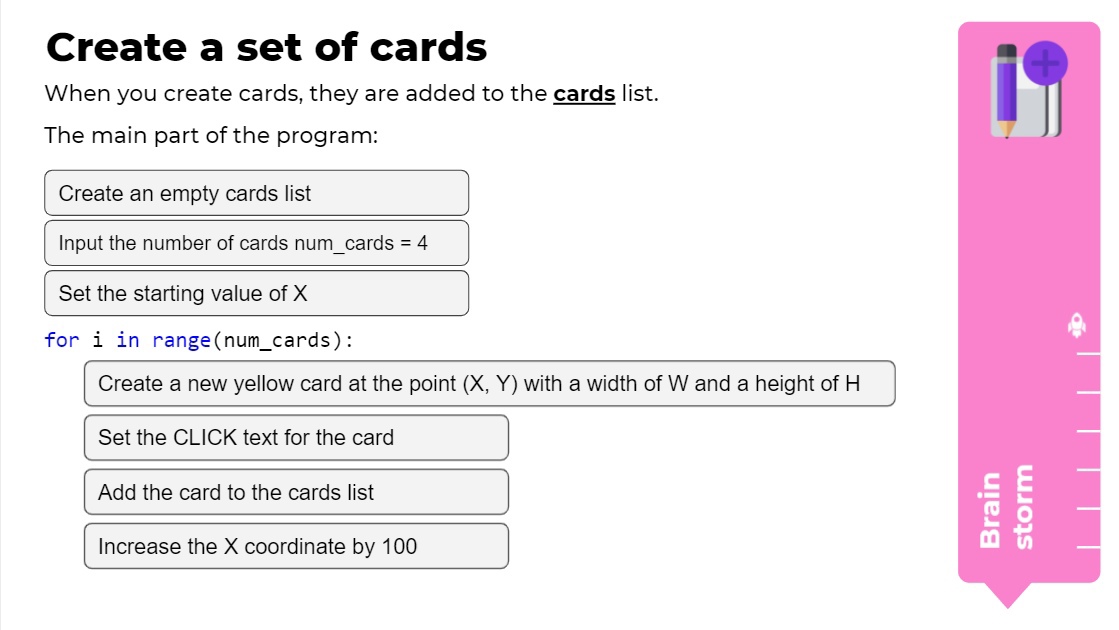 Create a set of cards
When you create cards, they are added to the cards list.
The main part of the program:
Create an empty cards list
Input the number of cards num_cards = 4
Set the starting value of X
for i in range(num_cards):
Create a new yellow card at the point (X, Y) with a width of W and a height of H
Set the CLICK text for the card
Add the card to the cards list
Increase the X coordinate by 100
Brain
storm